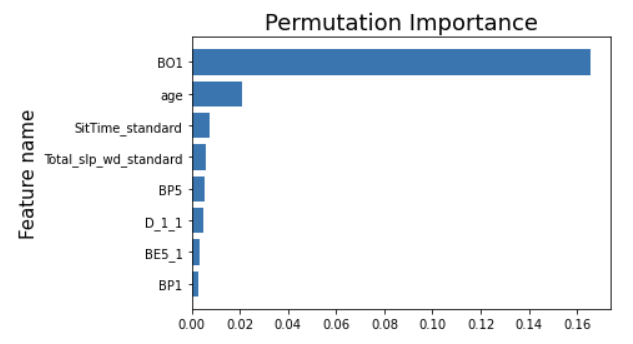 Permutation Importance
Feature name
BO1
age
SitTime_standard
Total_slp_wd_standard
BP5
D_1_1
BE5_1
BP1
0.00 0.02 0.04 0.06 0.08 0.10 0.12 0.14 0.16